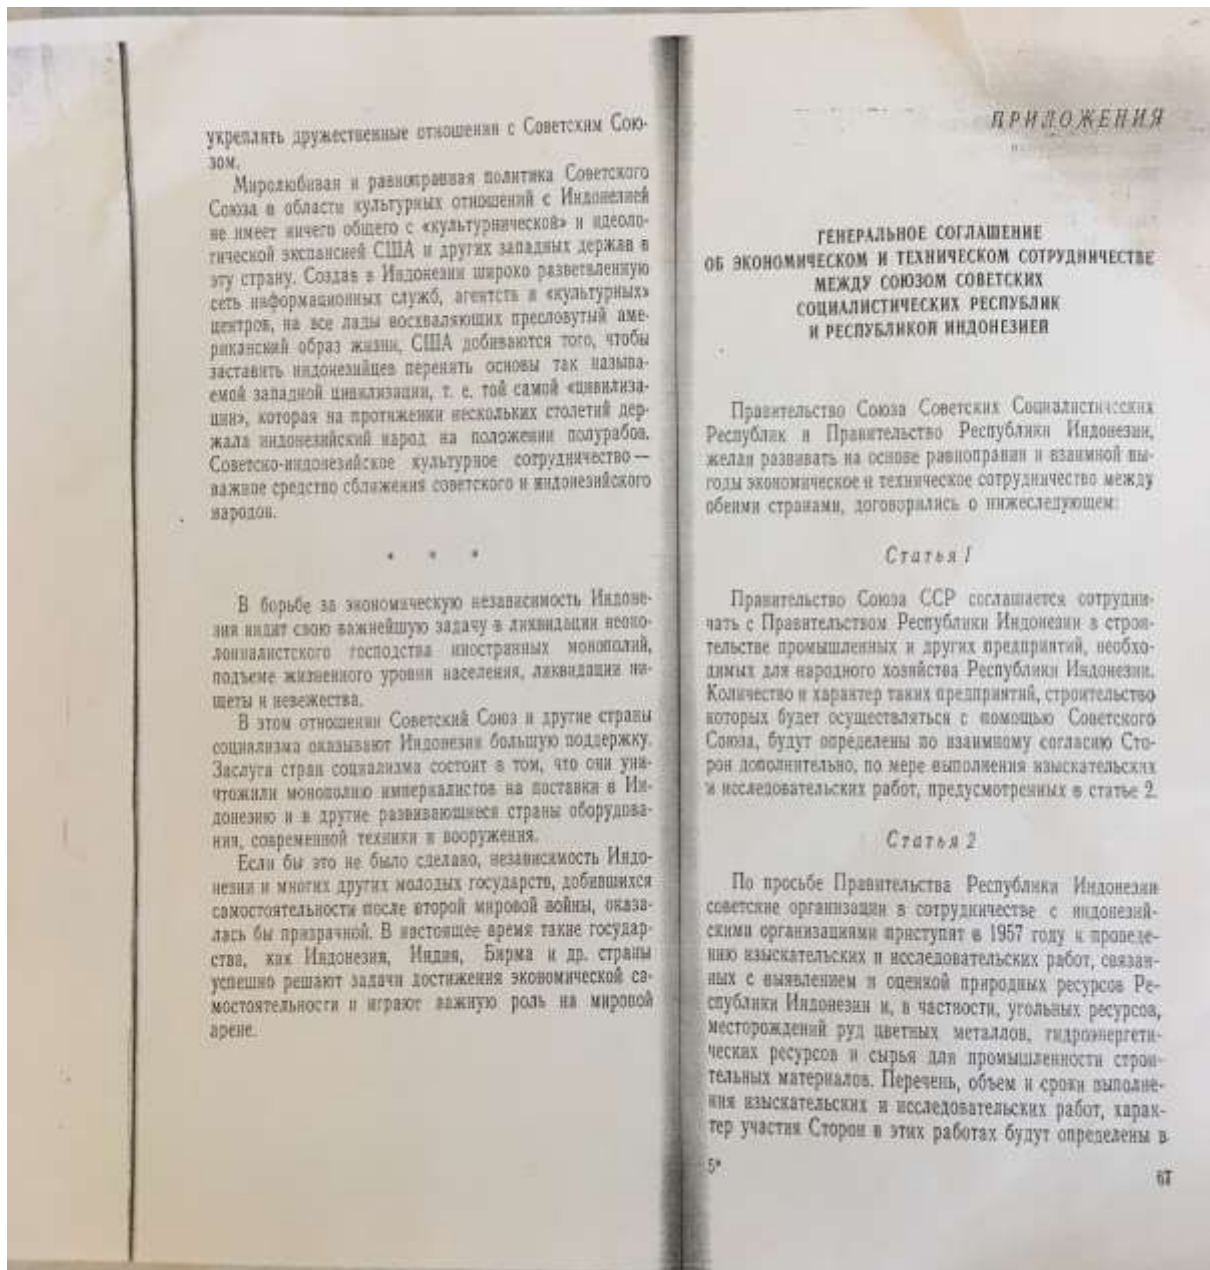 укреплять дружественные отношения с Советским Сою-
зом.
Миролюбивая и равноправная политика Советского
Союза в области культурных отношений с Индонезией
не имеет ничего общего с «культурнической» и идеоло-
гической экспансией США и других западных держав в
эту страну. Создав в Индонезии широко разветвленную
сеть информационных служб, агентств и «культурных»
центров, на все лады восхваляющих пресловутый аме-
риканский образ жизни, США добиваются того, чтобы
заставить индонезийцев перенять основы так называ-
емой западной цивилизации, т. е. той самой «цивилиза-
ции», которая на протяжении нескольких столетий дер-
жала индонезийский народ на положении полурабов.
Советско-индонезийское культурное сотрудничество —
важное средство сближения советского и индонезийского
народов.
* * *
В борьбе за экономическую независимость Индоне-
зия видит свою важнейшую задачу в ликвидации неоко-
лониалистского господства иностранных монополий,
подъеме жизненного уровня населения, ликвидации ни-
щеты и невежества.
В этом отношении Советский Союз и другие страны
социализма оказывают Индонезии большую поддержку.
Заслуга стран социализма состоит в том, что они уни-
чтожили монополию империалистов на поставки в Ин-
донезию и в другие развивающиеся страны оборудова-
ния, современной техники и вооружения.
Если бы это не было сделано, независимость Индо-
незии и многих других молодых государств, добившихся
самостоятельности после второй мировой войны, оказа-
лась бы призрачной. В настоящее время такие государ-
ства, как Индонезия, Индия, Бирма и др. страны
успешно решают задачи достижения экономической са-
мостоятельности и играют важную роль на мировой
арене.
ПРИЛОЖЕНИЯ
ГЕНЕРАЛЬНОЕ СОГЛАШЕНИЕ
ОБ ЭКОНОМИЧЕСКОМ И ТЕХНИЧЕСКОМ СОТРУДНИЧЕСТВЕ
МЕЖДУ СОЮЗОМ СОВЕТСКИХ
СОЦИАЛИСТИЧЕСКИХ РЕСПУБЛИК
И РЕСПУБЛИКОЙ ИНДОНЕЗИЕЙ
Правительство Союза Советских Социалистических
Республик и Правительство Республики Индонезии,
желая развивать на основе равноправия и взаимной вы-
годы экономическое и техническое сотрудничество между
обеими странами, договорились о нижеследующем:
Статья 1
Правительство Союза ССР соглашается сотрудни-
чать с Правительством Республики Индонезии в строи-
тельстве промышленных и других предприятий, необхо-
димых для народного хозяйства Республики Индонезии.
Количество и характер таких предприятий, строительство
которых будет осуществляться с помощью Советского
Союза, будут определены по взаимному согласию Сто-
рон дополнительно, по мере выполнения изыскательских
и исследовательских работ, предусмотренных в статье 2.
Статья 2
По просьбе Правительства Республики Индонезии
советские организации в сотрудничестве с индонезий-
скими организациями приступят в 1957 году к проведе-
нию изыскательских и исследовательских работ, связан-
ных с выявлением и оценкой природных ресурсов Ре-
спублики Индонезии и, в частности, угольных ресурсов,
месторождений руд цветных металлов, гидроэнергети-
ческих ресурсов и сырья для промышленности строи-
тельных материалов. Перечень, объем и сроки выполне-
ния изыскательских и исследовательских работ, харак-
тер участия Сторон в этих работах будут определены в
5*
67